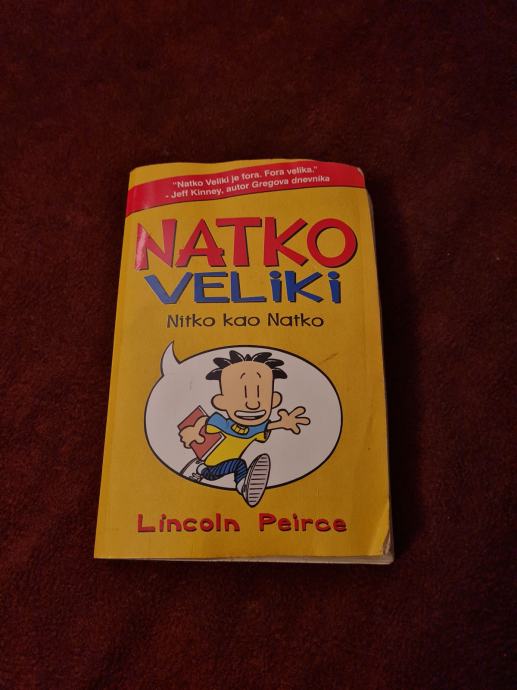 "Natko Veliki je fora. Fora velika."
- Jeff Kinney, autor Gregova dnevnika
NATKO
VELiKi
Nitko kao Natko
Lincoln Peirce